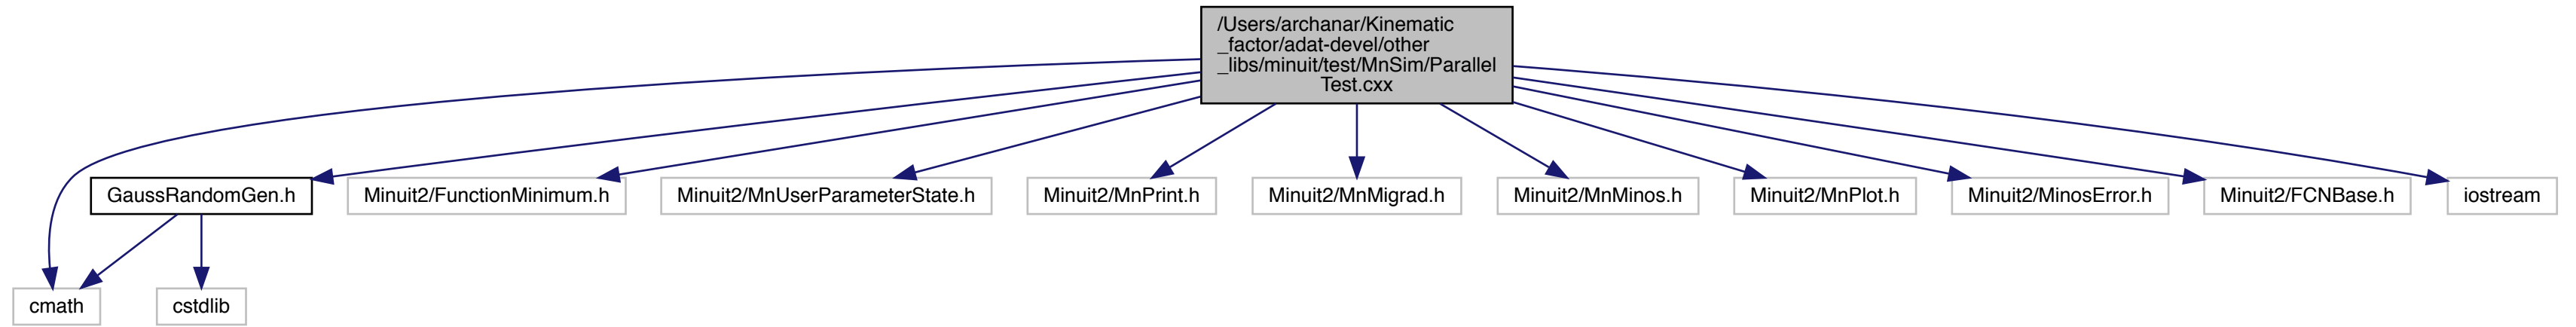 /Users/archanar/Kinematic
_factor/adat-devel/other
_libs/minuit/test/MnSim/Parallel
Test.cxx
GaussRandomGen.h
Minuit2/FunctionMinimum.h
Minuit2/MnUserParameterState.h
Minuit2/MnPrint.h
Minuit2/MnMigrad.h
Minuit2/MnMinos.h
Minuit2/MnPlot.h
Minuit2/MinosError.h
Minuit2/FCNBase.h
iostream
cmath
cstdlib